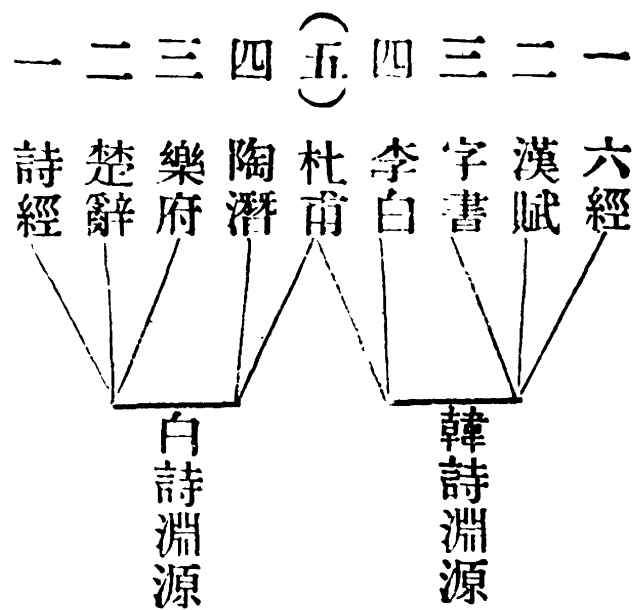 一 二 三 四 (五) 四 三 二 一
詩經 楚辭 樂府 陶潛 杜甫 李白 字書 漢賦 六經
白詩淵源 韓詩淵源